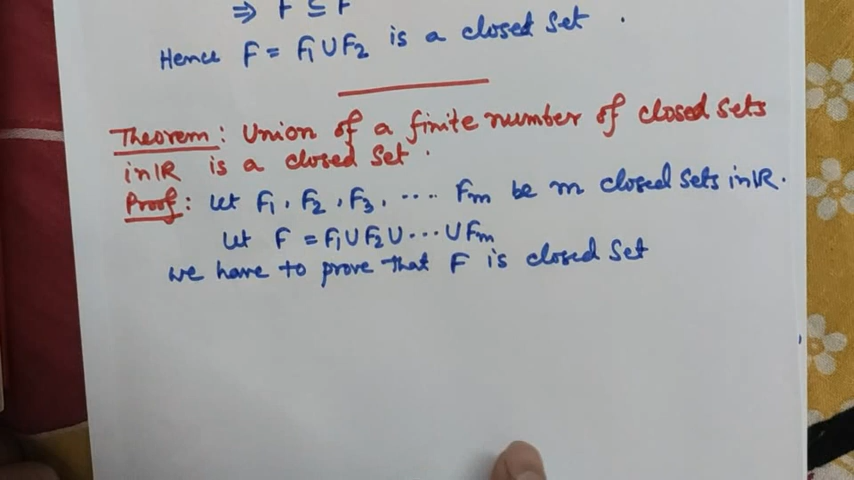 ⇒ F ⊆ F
Hence F = F₁ ∪ F₂ is a closed set.
Theorem: Union of a finite number of closed sets
in IR is a closed set.
Proof: Let F₁, F₂, F₃, .... Fm be m closed sets in IR.
Let F = F₁ ∪ F₂ ∪ ... ∪ Fm
we have to prove that F is closed set